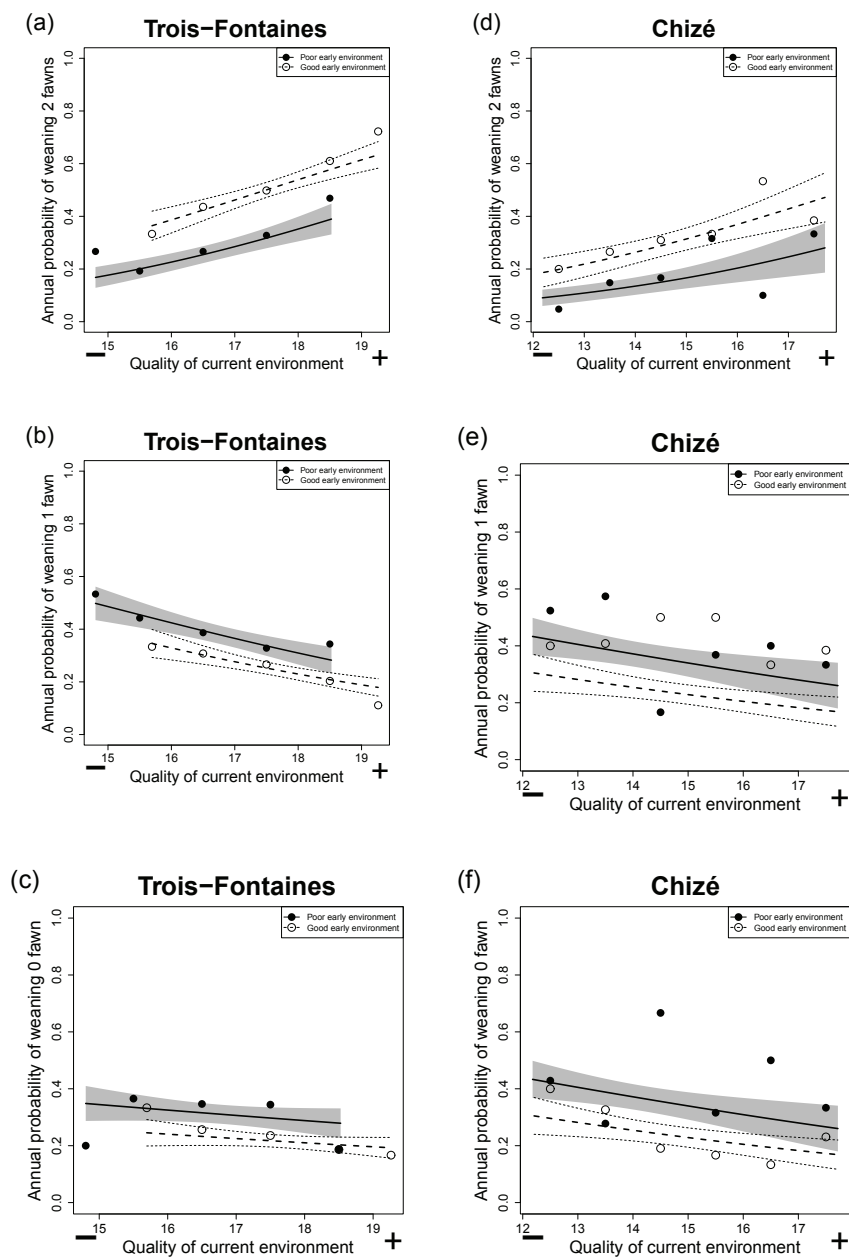 (a)
Trois−Fontaines
Poor early environment
Good early environment
Annual probability of weaning 2 fawns
0.0 0.2 0.4 0.6 0.8 1.0
15 16 17 18 19
− Quality of current environment +
(d)
Chizé
Poor early environment
Good early environment
Annual probability of weaning 2 fawns
0.0 0.2 0.4 0.6 0.8 1.0
12 13 14 15 16 17
− Quality of current environment +
(b)
Trois−Fontaines
Poor early environment
Good early environment
Annual probability of weaning 1 fawn
0.0 0.2 0.4 0.6 0.8 1.0
15 16 17 18 19
− Quality of current environment +
(e)
Chizé
Poor early environment
Good early environment
Annual probability of weaning 1 fawn
0.0 0.2 0.4 0.6 0.8 1.0
12 13 14 15 16 17
− Quality of current environment +
(c)
Trois−Fontaines
Poor early environment
Good early environment
Annual probability of weaning 0 fawn
0.0 0.2 0.4 0.6 0.8 1.0
15 16 17 18 19
− Quality of current environment +
(f)
Chizé
Poor early environment
Good early environment
Annual probability of weaning 0 fawn
0.0 0.2 0.4 0.6 0.8 1.0
12 13 14 15 16 17
− Quality of current environment +